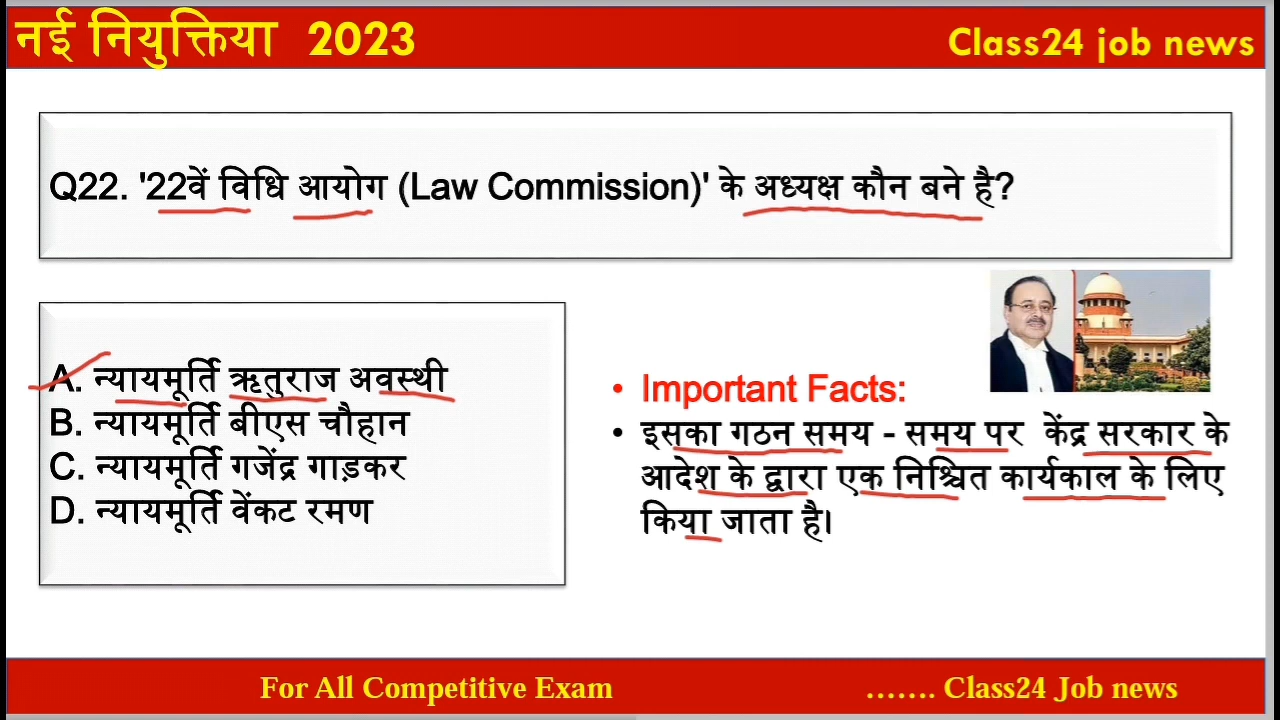 नई नियुक्तिया 2023
Class24 job news
Q22. '22वें विधि आयोग (Law Commission)' के अध्यक्ष कौन बने है?
A. न्यायमूर्ति ऋतुराज अवस्थी
B. न्यायमूर्ति बीएस चौहान
C. न्यायमूर्ति गजेंद्र गाड़कर
D. न्यायमूर्ति वेंकट रमण
• Important Facts:
• इसका गठन समय - समय पर केंद्र सरकार के
आदेश के द्वारा एक निश्चित कार्यकाल के लिए
किया जाता है।
For All Competitive Exam
……. Class24 Job news